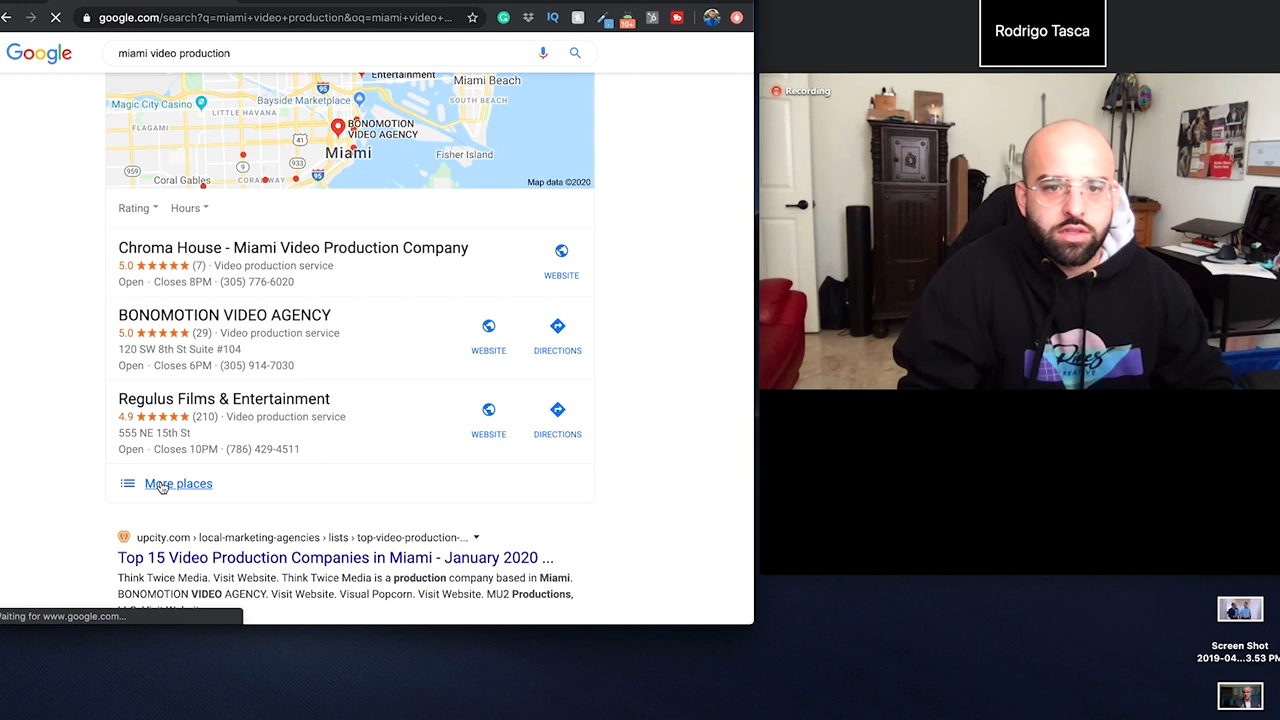 google.com/search?q=miami+video+production&oq=miami+video+...
10+
Google
miami video production
Entertainment
Miami Beach
Magic City Casino
Bayside Marketplace
95
SOUTH BEACH
LITTLE HAVANA
FLAGAMI
BONOMOTION
VIDEO AGENCY
41
Miami
Fisher Island
959
9
933
95
Coral Gables
Map data ©2020
Rating
Hours
Chroma House - Miami Video Production Company
5.0 ★★★★★ (7) · Video production service
Open · Closes 8PM · (305) 776-6020
WEBSITE
BONOMOTION VIDEO AGENCY
5.0 ★★★★★ (29) · Video production service
120 SW 8th St Suite #104
Open · Closes 6PM · (305) 914-7030
WEBSITE
DIRECTIONS
Regulus Films & Entertainment
4.9 ★★★★★ (210) · Video production service
555 NE 15th St
Open · Closes 10PM · (786) 429-4511
WEBSITE
DIRECTIONS
More places
upcity.com › local-marketing-agencies › lists › top-video-production-...
Top 15 Video Production Companies in Miami - January 2020 ...
Think Twice Media. Visit Website. Think Twice Media is a production company based in Miami.
BONOMOTION VIDEO AGENCY. Visit Website. Visual Popcorn. Visit Website. MU2 Productions,
Waiting for www.google.com...
Rodrigo Tasca
Recording
Screen Shot
2019-04...3.53 PM